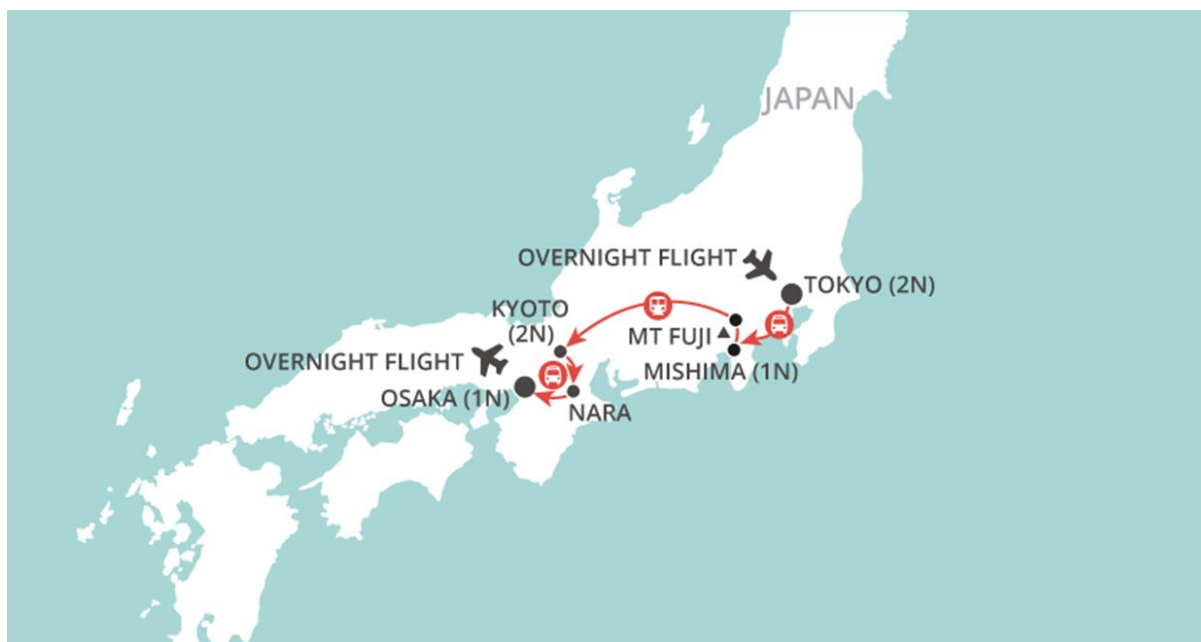 JAPAN
OVERNIGHT FLIGHT
TOKYO (2N)
KYOTO
(2N)
MT FUJI
OVERNIGHT FLIGHT
MISHIMA (1N)
OSAKA (1N)
NARA